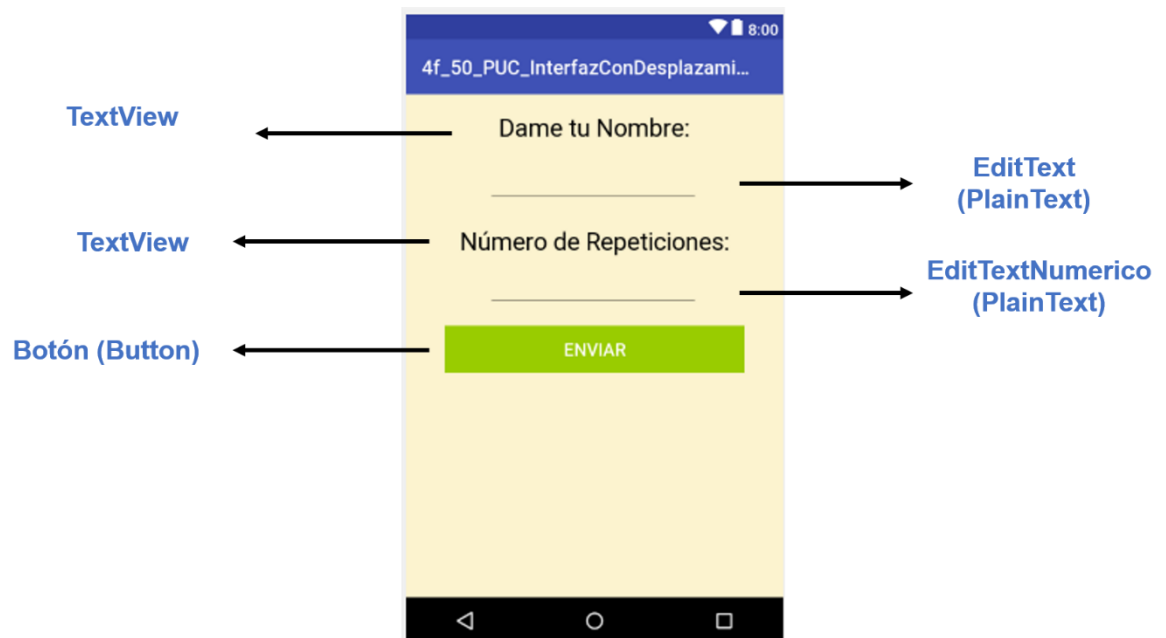 8:00
4f_50_PUC_InterfazConDesplazami...
TextView
Dame tu Nombre:
EditText
(PlainText)
TextView
Número de Repeticiones:
EditTextNumerico
(PlainText)
Botón (Button)
ENVIAR